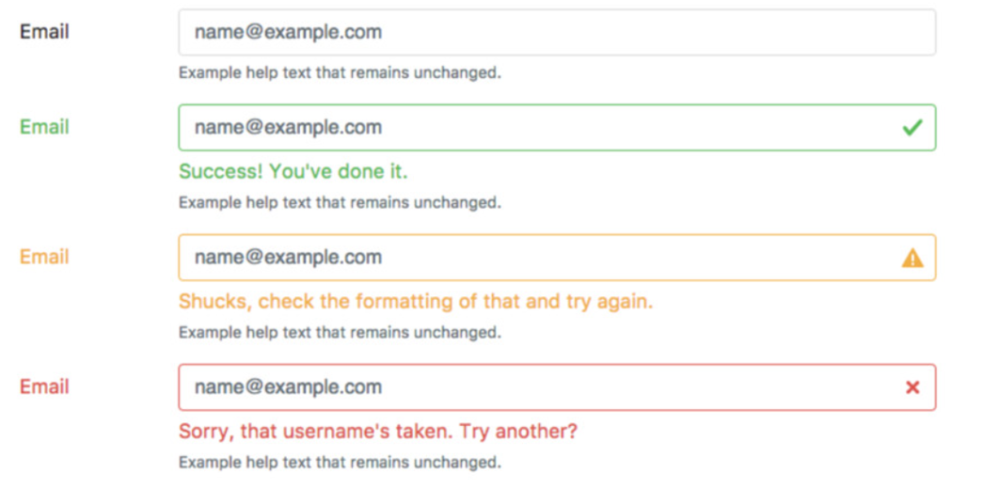 Email name@example.com
Example help text that remains unchanged.
Email name@example.com
Success! You've done it.
Example help text that remains unchanged.
Email name@example.com
Shucks, check the formatting of that and try again.
Example help text that remains unchanged.
Email name@example.com
Sorry, that username's taken. Try another?
Example help text that remains unchanged.